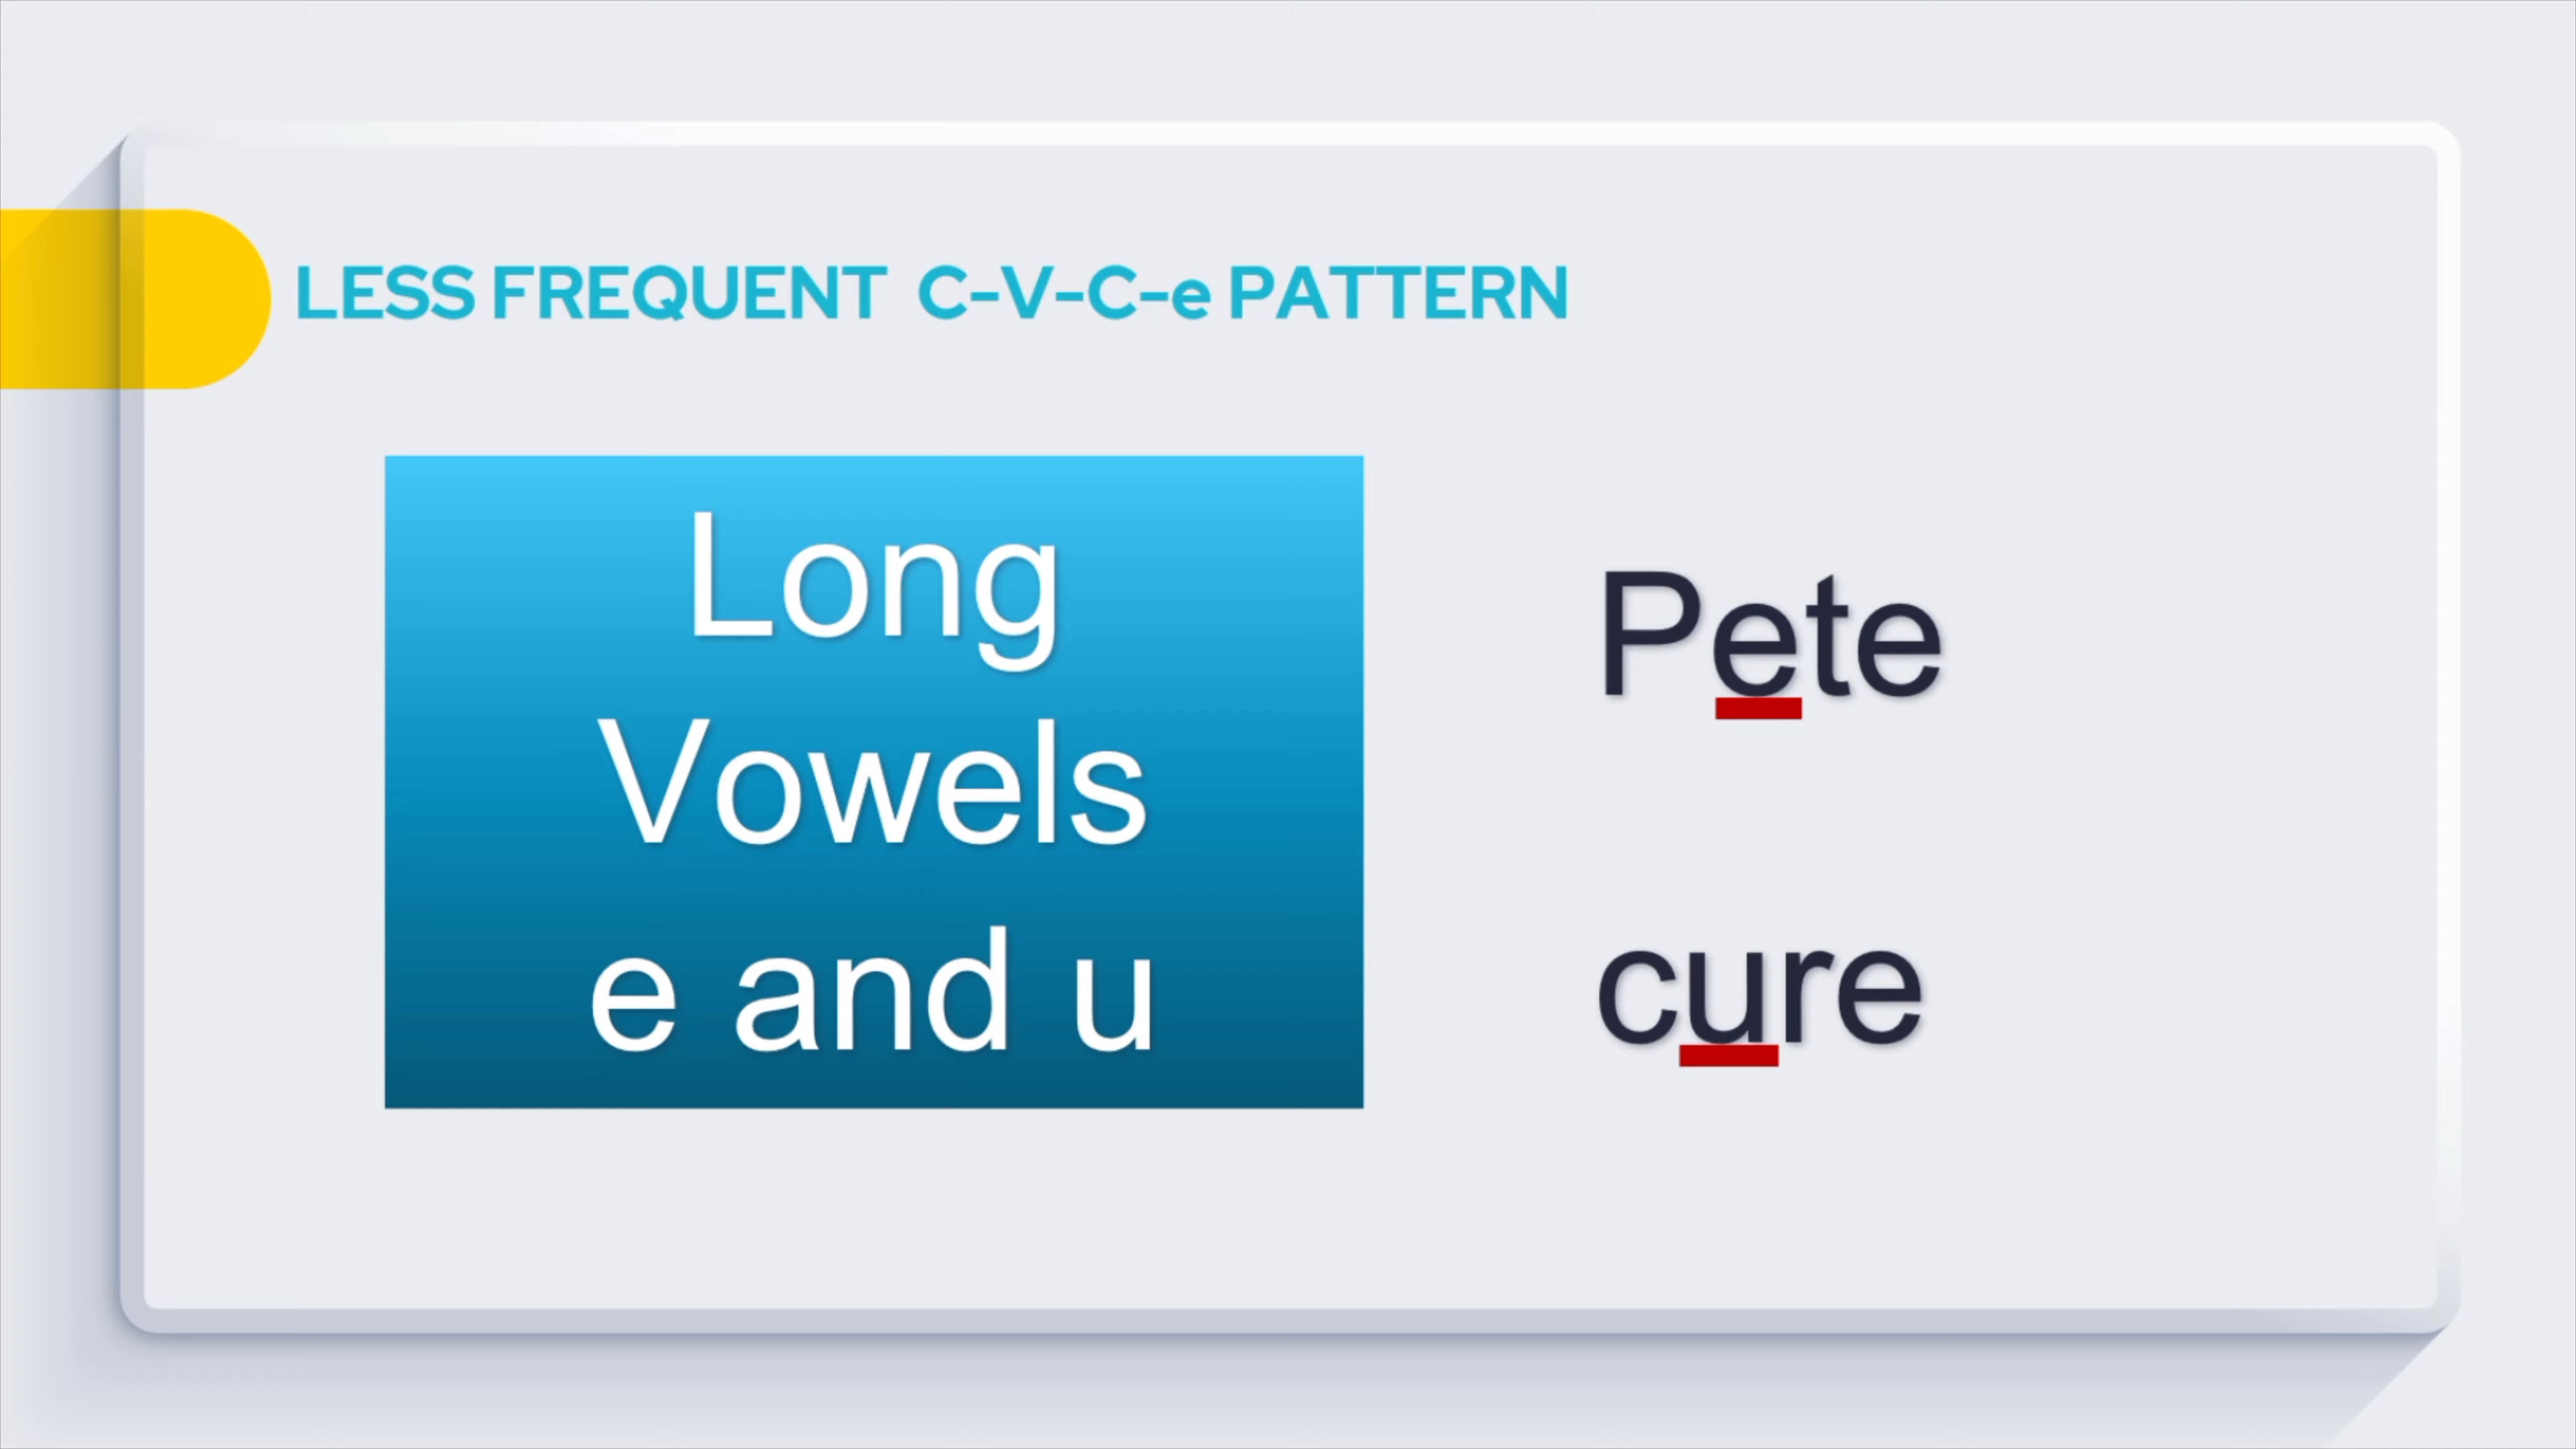 LESS FREQUENT C-V-C-e PATTERN
Long
Vowels
e and u
Pete
cure